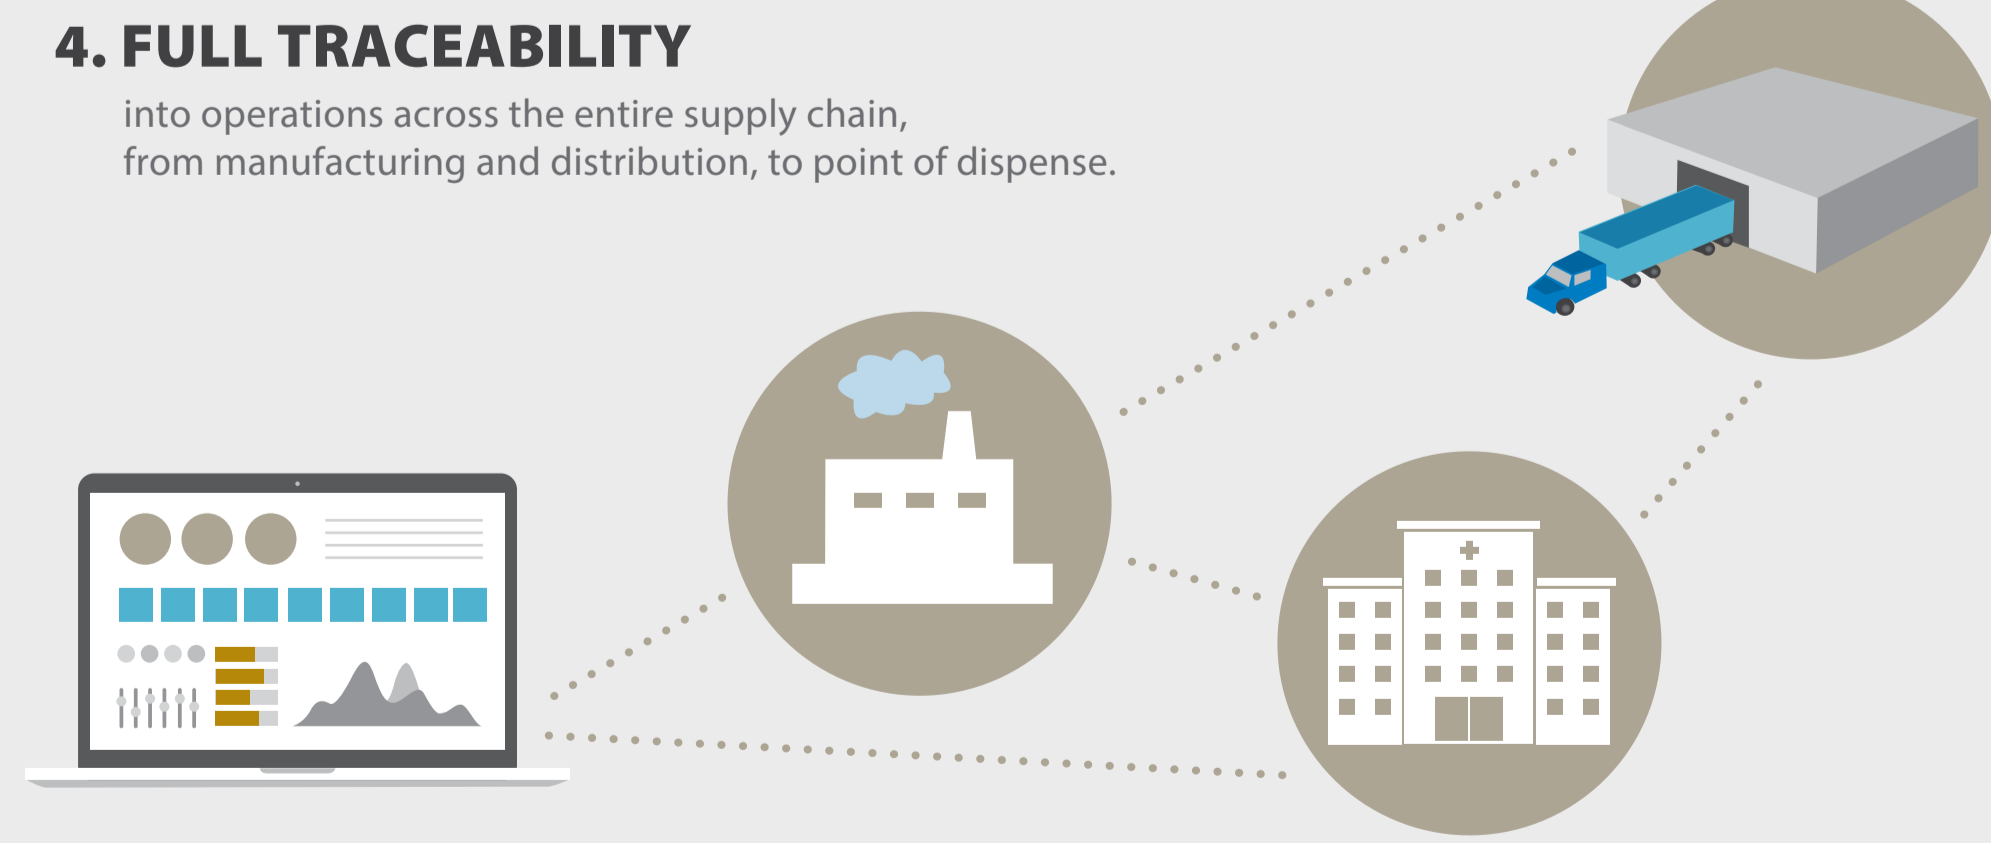 4. FULL TRACEABILITY
into operations across the entire supply chain,
from manufacturing and distribution, to point of dispense.